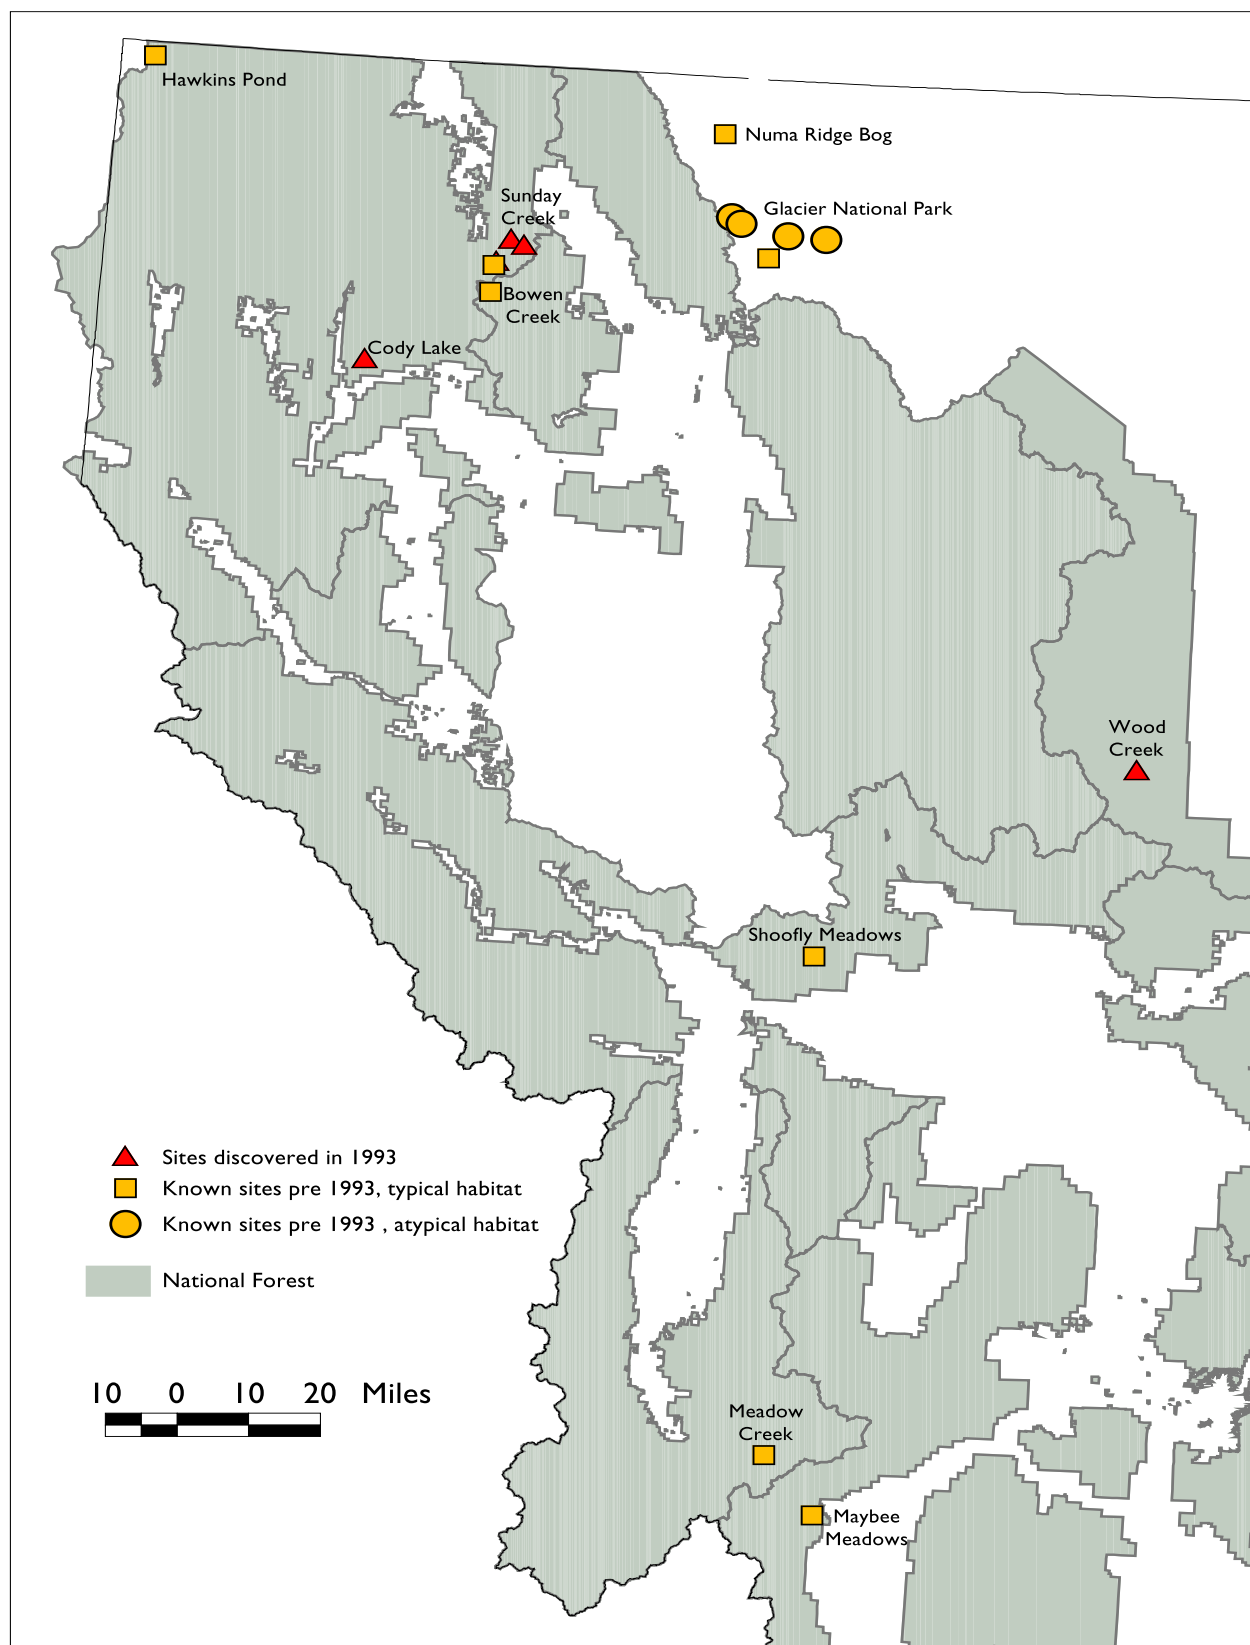 Hawkins Pond
Numa Ridge Bog
Sunday
Creek
Glacier National Park
Bowen
Creek
Cody Lake
Wood
Creek
Shoofly Meadows
Sites discovered in 1993
Known sites pre 1993, typical habitat
Known sites pre 1993 , atypical habitat
National Forest
10 0 10 20 Miles
Meadow
Creek
Maybee
Meadows